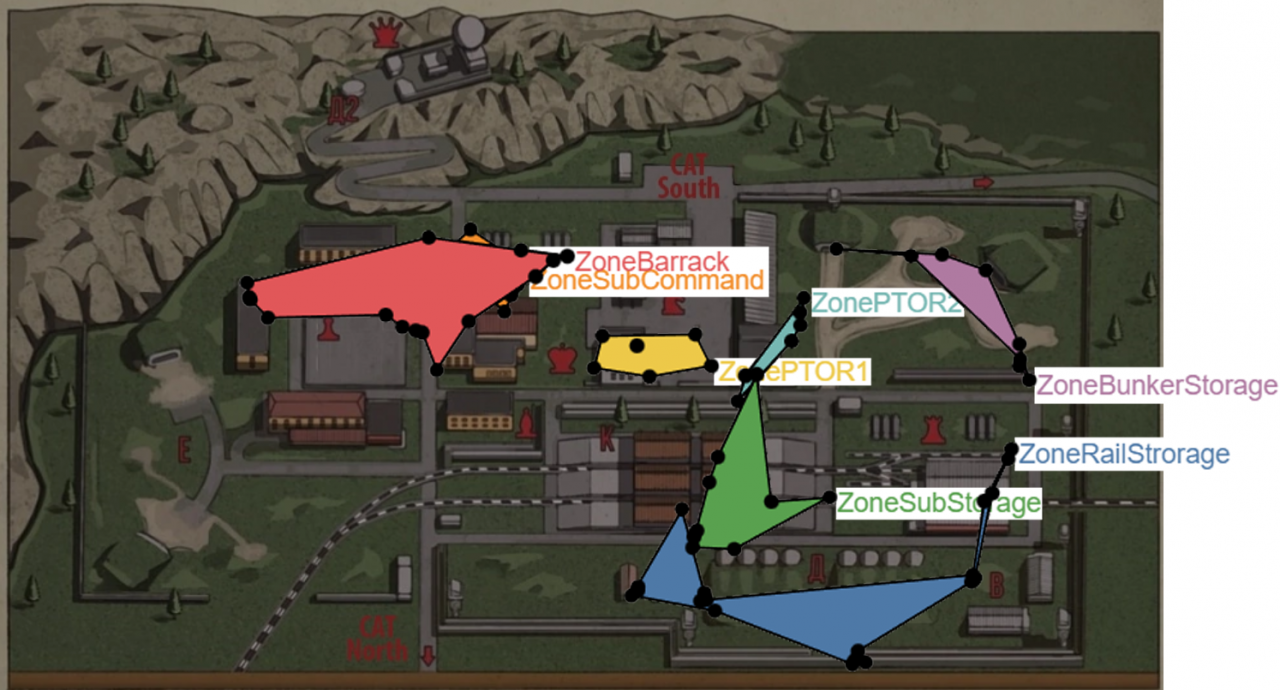 Д2
CAT
South
ZoneBarrack
ZoneSubCommand
ZonePTOR2
ZonePTOR1
ZoneBunkerStorage
E
K
ZoneRailStrorage
ZoneSubStorage
Д
B
CAT
North